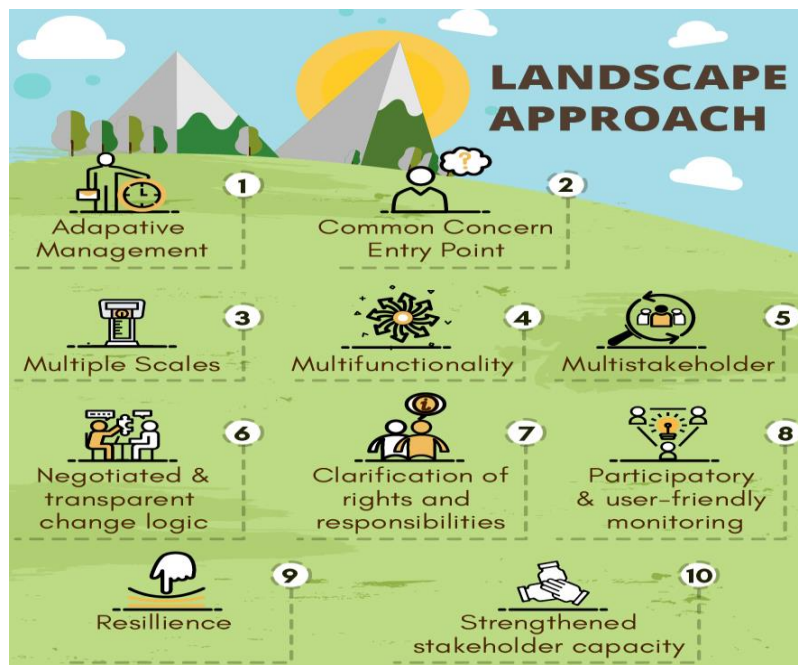 LANDSCAPE
APPROACH
?
1
Adapative
Management
2
Common Concern
Entry Point
3
Multiple Scales
4
Multifunctionality
5
Multistakeholder
6
Negotiated &
transparent
change logic
i
7
Clarification of
rights and
responsibilities
8
Participatory
& user-friendly
monitoring
9
Resillience
10
Strengthened
stakeholder capacity